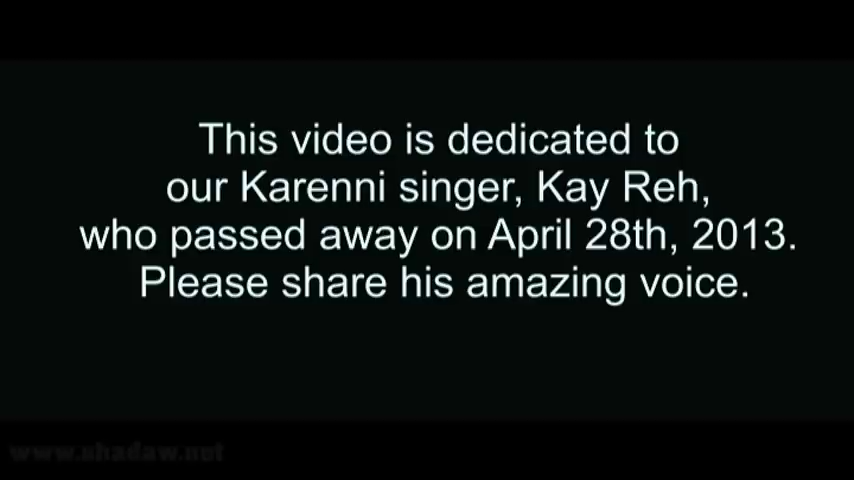 This video is dedicated to
our Karenni singer, Kay Reh,
who passed away on April 28th, 2013.
Please share his amazing voice.
www.shadaw.net